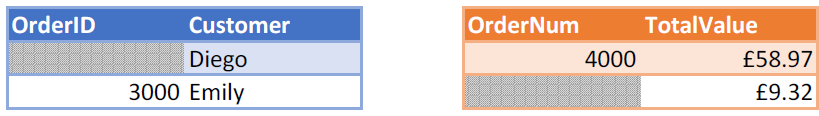 OrderID Customer
Diego
3000 Emily
OrderNum TotalValue
4000 £58.97
£9.32